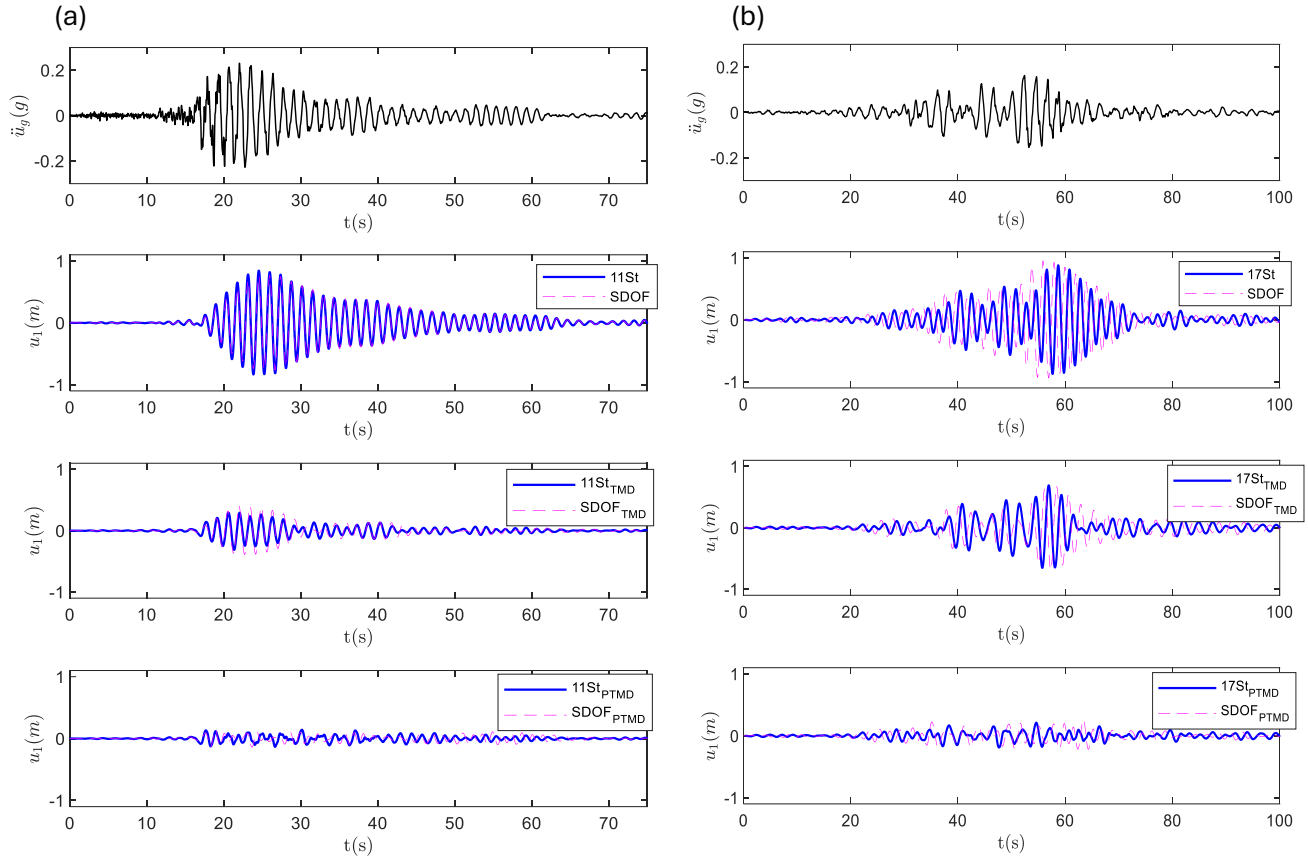 (a)
0.2
0
-0.2
ü_g(g)
0 10 20 30 40 50 60 70
t(s)
1
0
-1
u_1(m)
11St
SDOF
0 10 20 30 40 50 60 70
t(s)
1
0
-1
u_1(m)
11St_TMD
SDOF_TMD
0 10 20 30 40 50 60 70
t(s)
1
0
-1
u_1(m)
11St_PTMD
SDOF_PTMD
0 10 20 30 40 50 60 70
t(s)
(b)
0.2
0
-0.2
ü_g(g)
0 20 40 60 80 100
t(s)
1
0
-1
u_1(m)
17St
SDOF
0 20 40 60 80 100
t(s)
1
0
-1
u_1(m)
17St_TMD
SDOF_TMD
0 20 40 60 80 100
t(s)
1
0
-1
u_1(m)
17St_PTMD
SDOF_PTMD
0 20 40 60 80 100
t(s)